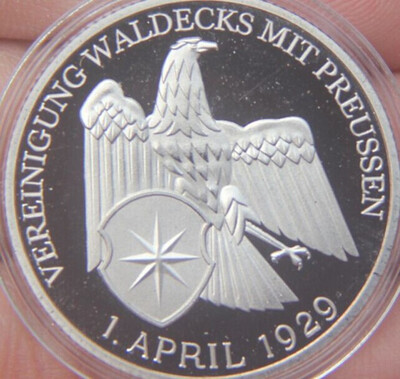 VEREINIGUNG WALDECKS MIT PREUSSEN
1. APRIL 1929